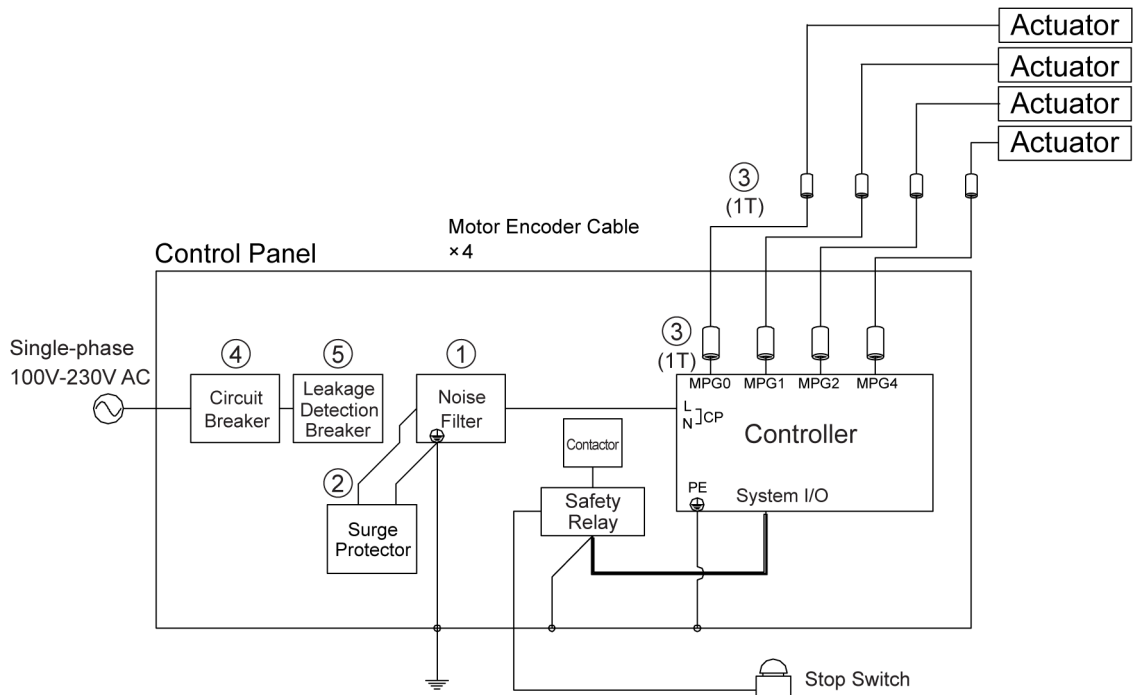 Actuator
Actuator
Actuator
Actuator
③
(1T)
Motor Encoder Cable
×4
Control Panel
③
(1T)
Single-phase
100V-230V AC
④
⑤
①
MPG0 MPG1 MPG2 MPG4
Circuit
Breaker
Leakage
Detection
Breaker
Noise
Filter
L
N
CP
Controller
Contactor
②
PE
System I/O
Safety
Relay
Surge
Protector
Stop Switch